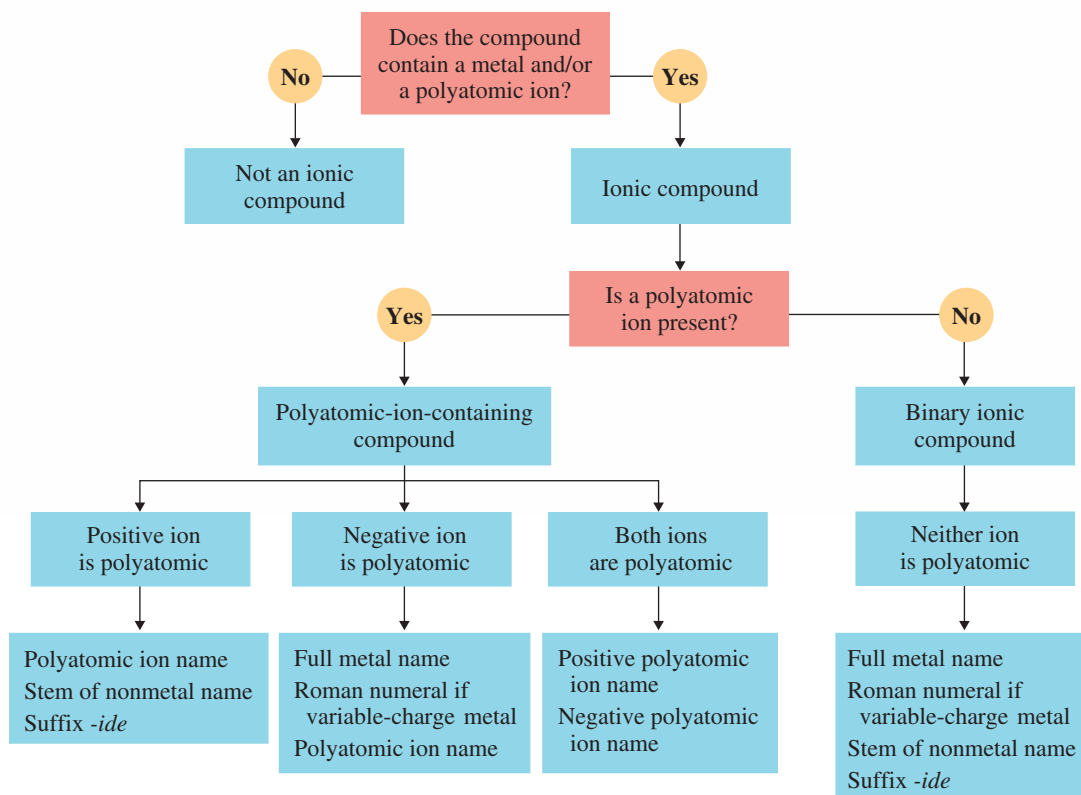 Does the compound
contain a metal and/or
a polyatomic ion?
No
Yes
Not an ionic
compound
Ionic compound
Is a polyatomic
ion present?
Yes
No
Polyatomic-ion-containing
compound
Binary ionic
compound
Positive ion
is polyatomic
Negative ion
is polyatomic
Both ions
are polyatomic
Neither ion
is polyatomic
Polyatomic ion name
Stem of nonmetal name
Suffix -ide
Full metal name
Roman numeral if
variable-charge metal
Polyatomic ion name
Positive polyatomic
ion name
Negative polyatomic
ion name
Full metal name
Roman numeral if
variable-charge metal
Stem of nonmetal name
Suffix -ide